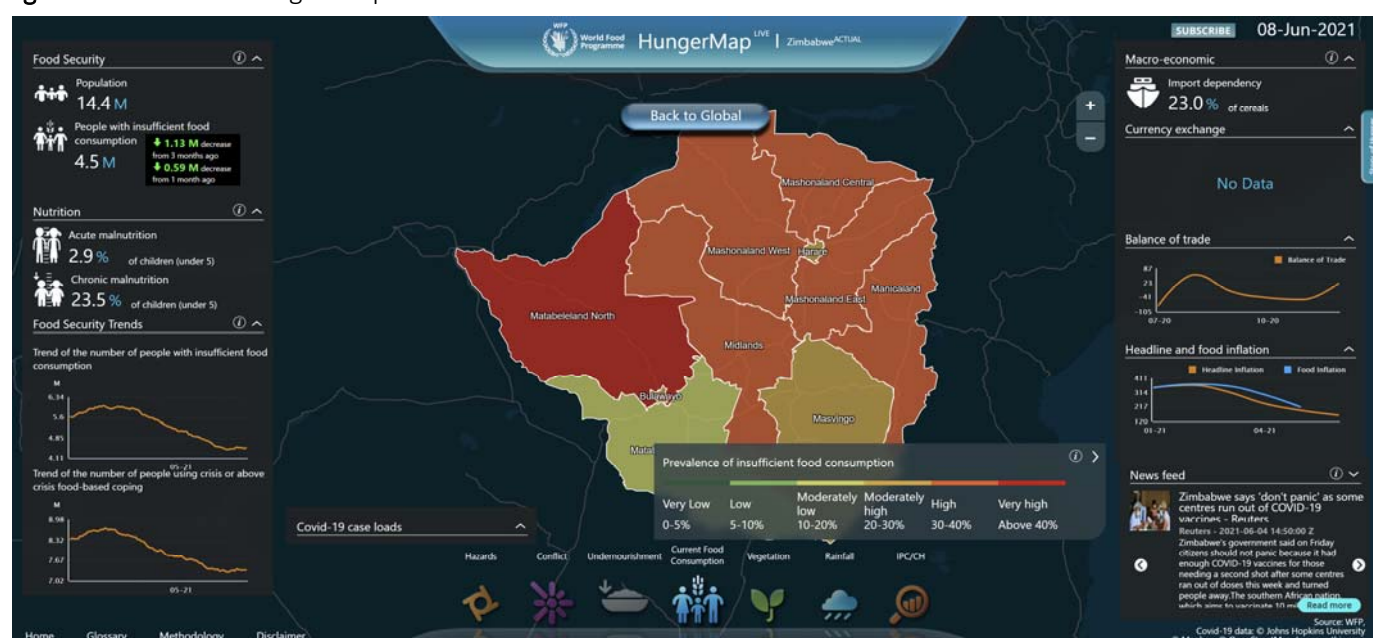 WFP
World Food
Programme
HungerMap LIVE | Zimbabwe ACTUAL
SUBSCRIBE
08-Jun-2021
Food Security
Population
14.4 M
People with insufficient food
consumption
4.5 M
1.13 M decrease
from 3 months ago
0.59 M decrease
from 1 month ago
Nutrition
Acute malnutrition
2.9 % of children (under 5)
Chronic malnutrition
23.5 % of children (under 5)
Food Security Trends
Trend of the number of people with insufficient food
consumption
M
6.34
5.6
4.85
4.11
05-21
Trend of the number of people using crisis or above
crisis food-based coping
M
8.98
8.32
7.67
7.02
05-21
Back to Global
+
−
Mashonaland Central
Mashonaland West
Harare
Mashonaland East
Manicaland
Matabeleland North
Midlands
Bulawayo
Masvingo
Prevalence of insufficient food consumption
Very Low
0-5%
Low
5-10%
Moderately
low
10-20%
Moderately
high
20-30%
High
30-40%
Very high
Above 40%
Covid-19 case loads
Hazards
Conflict
Undernourishment
Current Food
Consumption
Vegetation
Rainfall
IPC/CH
Macro-economic
Import dependency
23.0 % of cereals
Currency exchange
No Data
Balance of trade
Balance of Trade
87
23
-41
-105
07-20
10-20
Headline and food inflation
Headline Inflation
Food Inflation
411
314
217
120
01-21
04-21
News feed
Zimbabwe says 'don't panic' as some
centres run out of COVID-19
vaccines - Reuters
Reuters - 2021-06-04 14:50:00 Z
Zimbabwe's government said on Friday
citizens should not panic because it had
enough COVID-19 vaccines for those
needing a second shot after some centres
ran out of doses this week and turned
people away.The southern African nation,
which aims to vaccinate 10 mi
Read more
Source: WFP,
Covid-19 data: © Johns Hopkins University
Home
Glossary
Methodology
Disclaimer